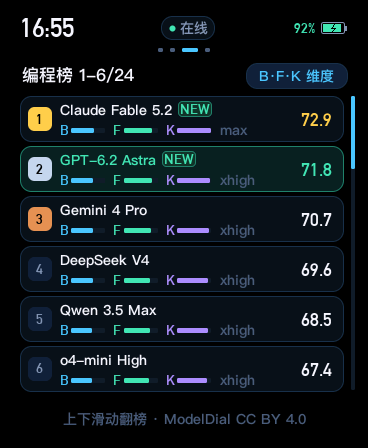 16:55 在线 92%
编程榜 1–6/24 B·F·K 维度
1 Claude Fable 5.2 NEW 72.9
B F K max
2 GPT–6.2 Astra NEW 71.8
B F K xhigh
3 Gemini 4 Pro 70.7
B F K xhigh
4 DeepSeek V4 69.6
B F K xhigh
5 Qwen 3.5 Max 68.5
B F K xhigh
6 o4–mini High 67.4
B F K xhigh
上下滑动翻榜 · ModelDial CC BY 4.0